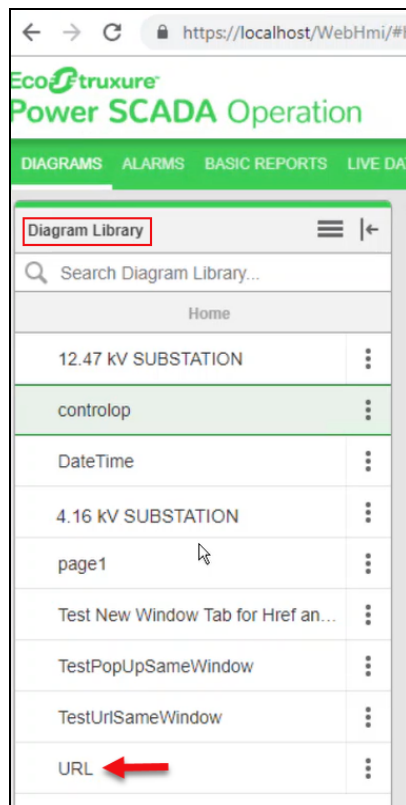 https://localhost/WebHmi/#
EcoStruxure™
Power SCADA Operation
DIAGRAMS ALARMS BASIC REPORTS LIVE DA
Diagram Library
Search Diagram Library...
Home
12.47 kV SUBSTATION
controlop
DateTime
4.16 kV SUBSTATION
page1
Test New Window Tab for Href an...
TestPopUpSameWindow
TestUrlSameWindow
URL